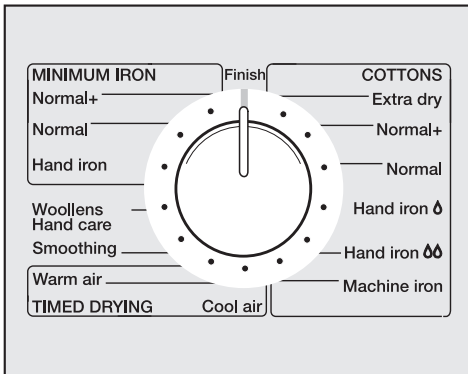 MINIMUM IRON
Normal+
Normal
Hand iron
Woollens
Hand care
Smoothing
Warm air
TIMED DRYING
Cool air
Finish
COTTONS
Extra dry
Normal+
Normal
Hand iron
Hand iron
Machine iron